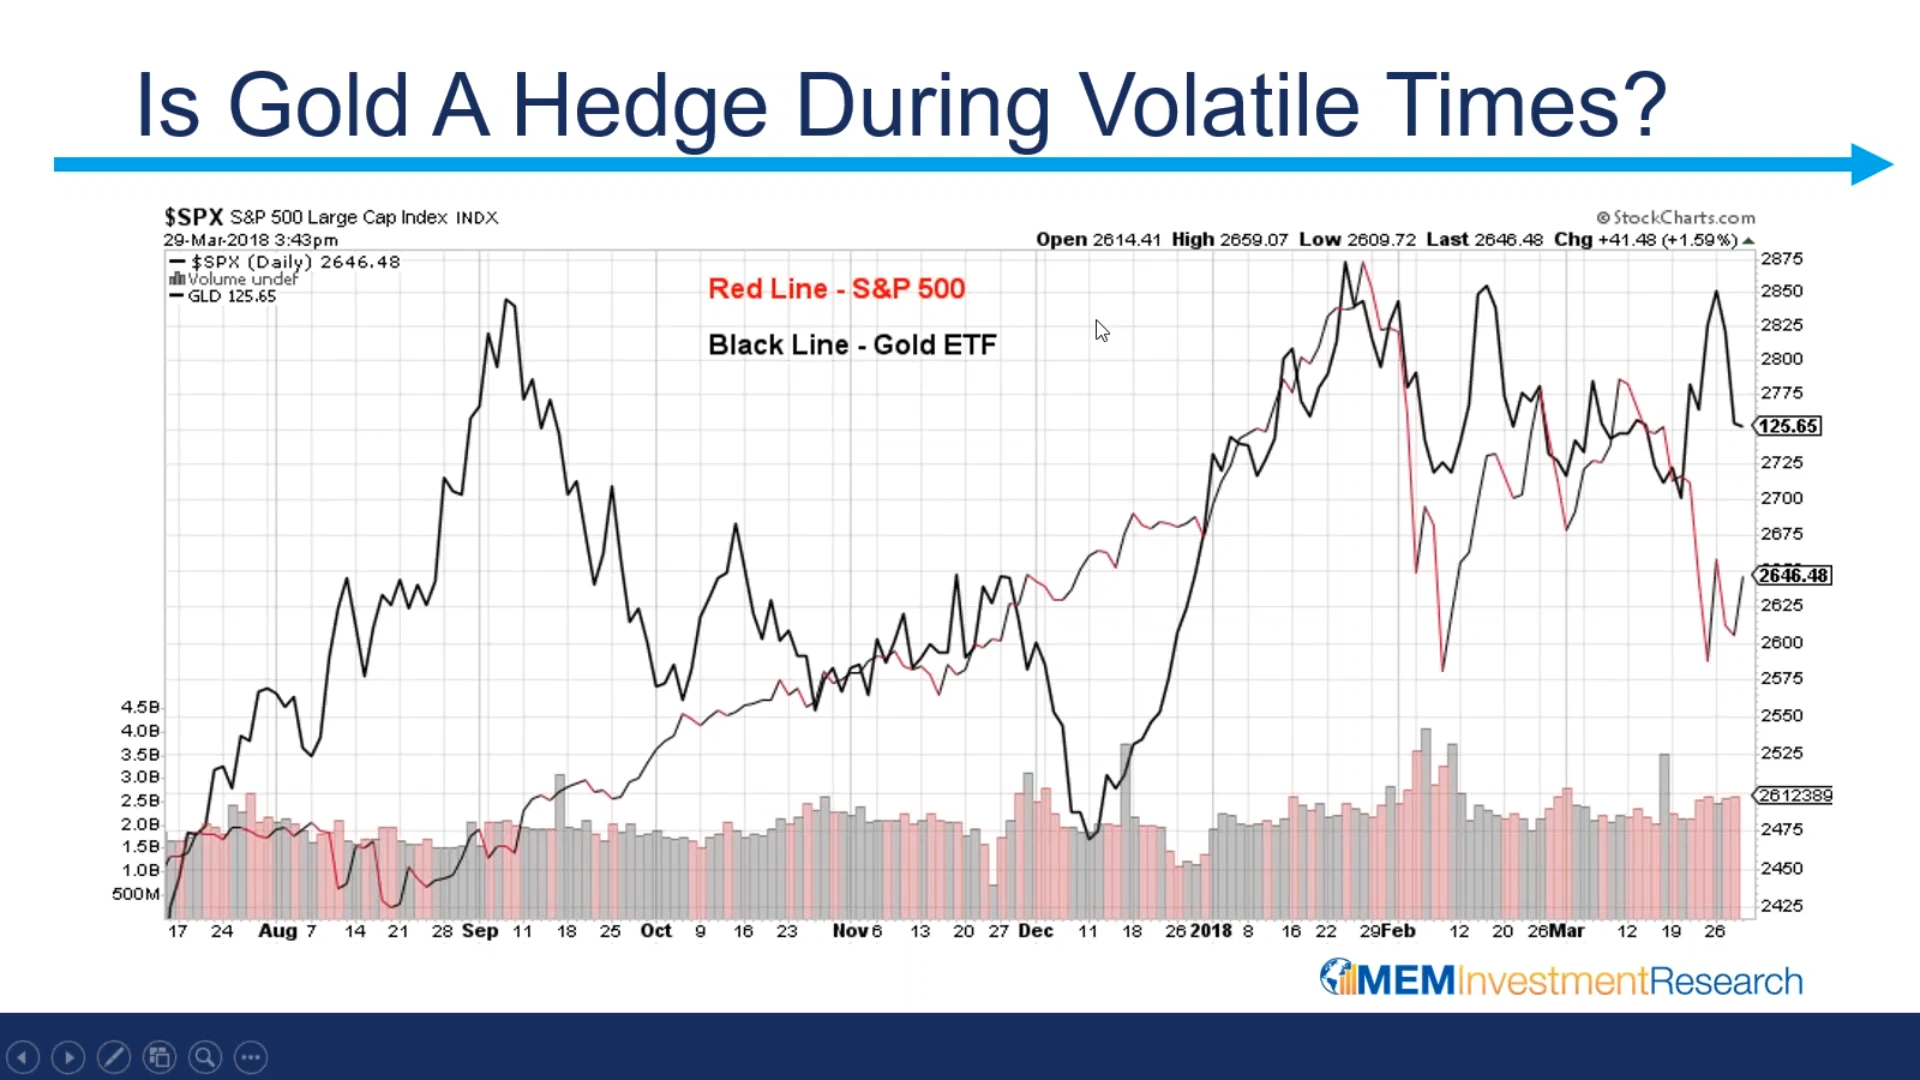 Is Gold A Hedge During Volatile Times?
$SPX S&P 500 Large Cap Index INDX
© StockCharts.com
29-Mar-2018 3:43pm
Open 2614.41 High 2659.07 Low 2609.72 Last 2646.48 Chg +41.48 (+1.59%)
$SPX (Daily) 2646.48
Volume undef
GLD 125.65
Red Line - S&P 500
Black Line - Gold ETF
2875
2850
2825
2800
2775
125.65
2725
2700
2675
2646.48
2625
2600
2575
2550
2525
2612389
2475
2450
2425
4.5B
4.0B
3.5B
3.0B
2.5B
2.0B
1.5B
1.0B
500M
17 24 Aug 7 14 21 28 Sep 11 18 25 Oct 9 16 23 Nov 6 13 20 27 Dec 11 18 26 2018 8 16 22 29 Feb 12 20 26 Mar 12 19 26
MEMInvestmentResearch